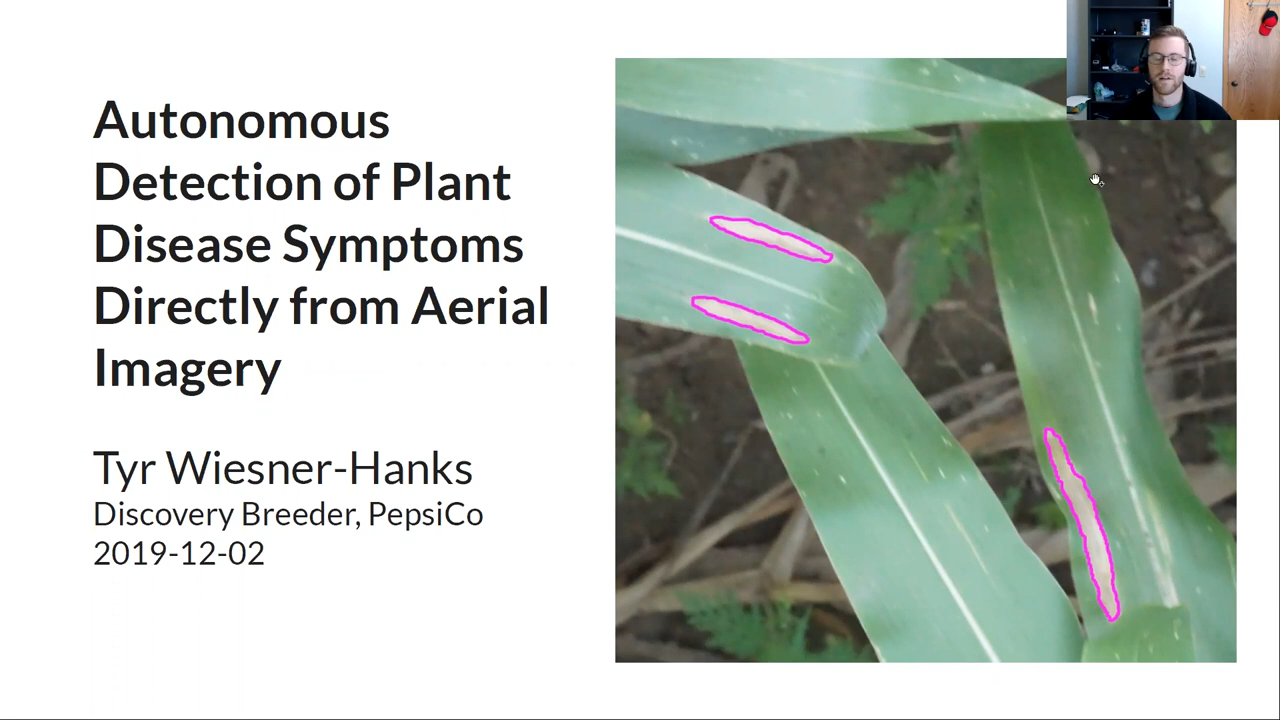 Autonomous
Detection of Plant
Disease Symptoms
Directly from Aerial
Imagery
Tyr Wiesner-Hanks
Discovery Breeder, PepsiCo
2019-12-02